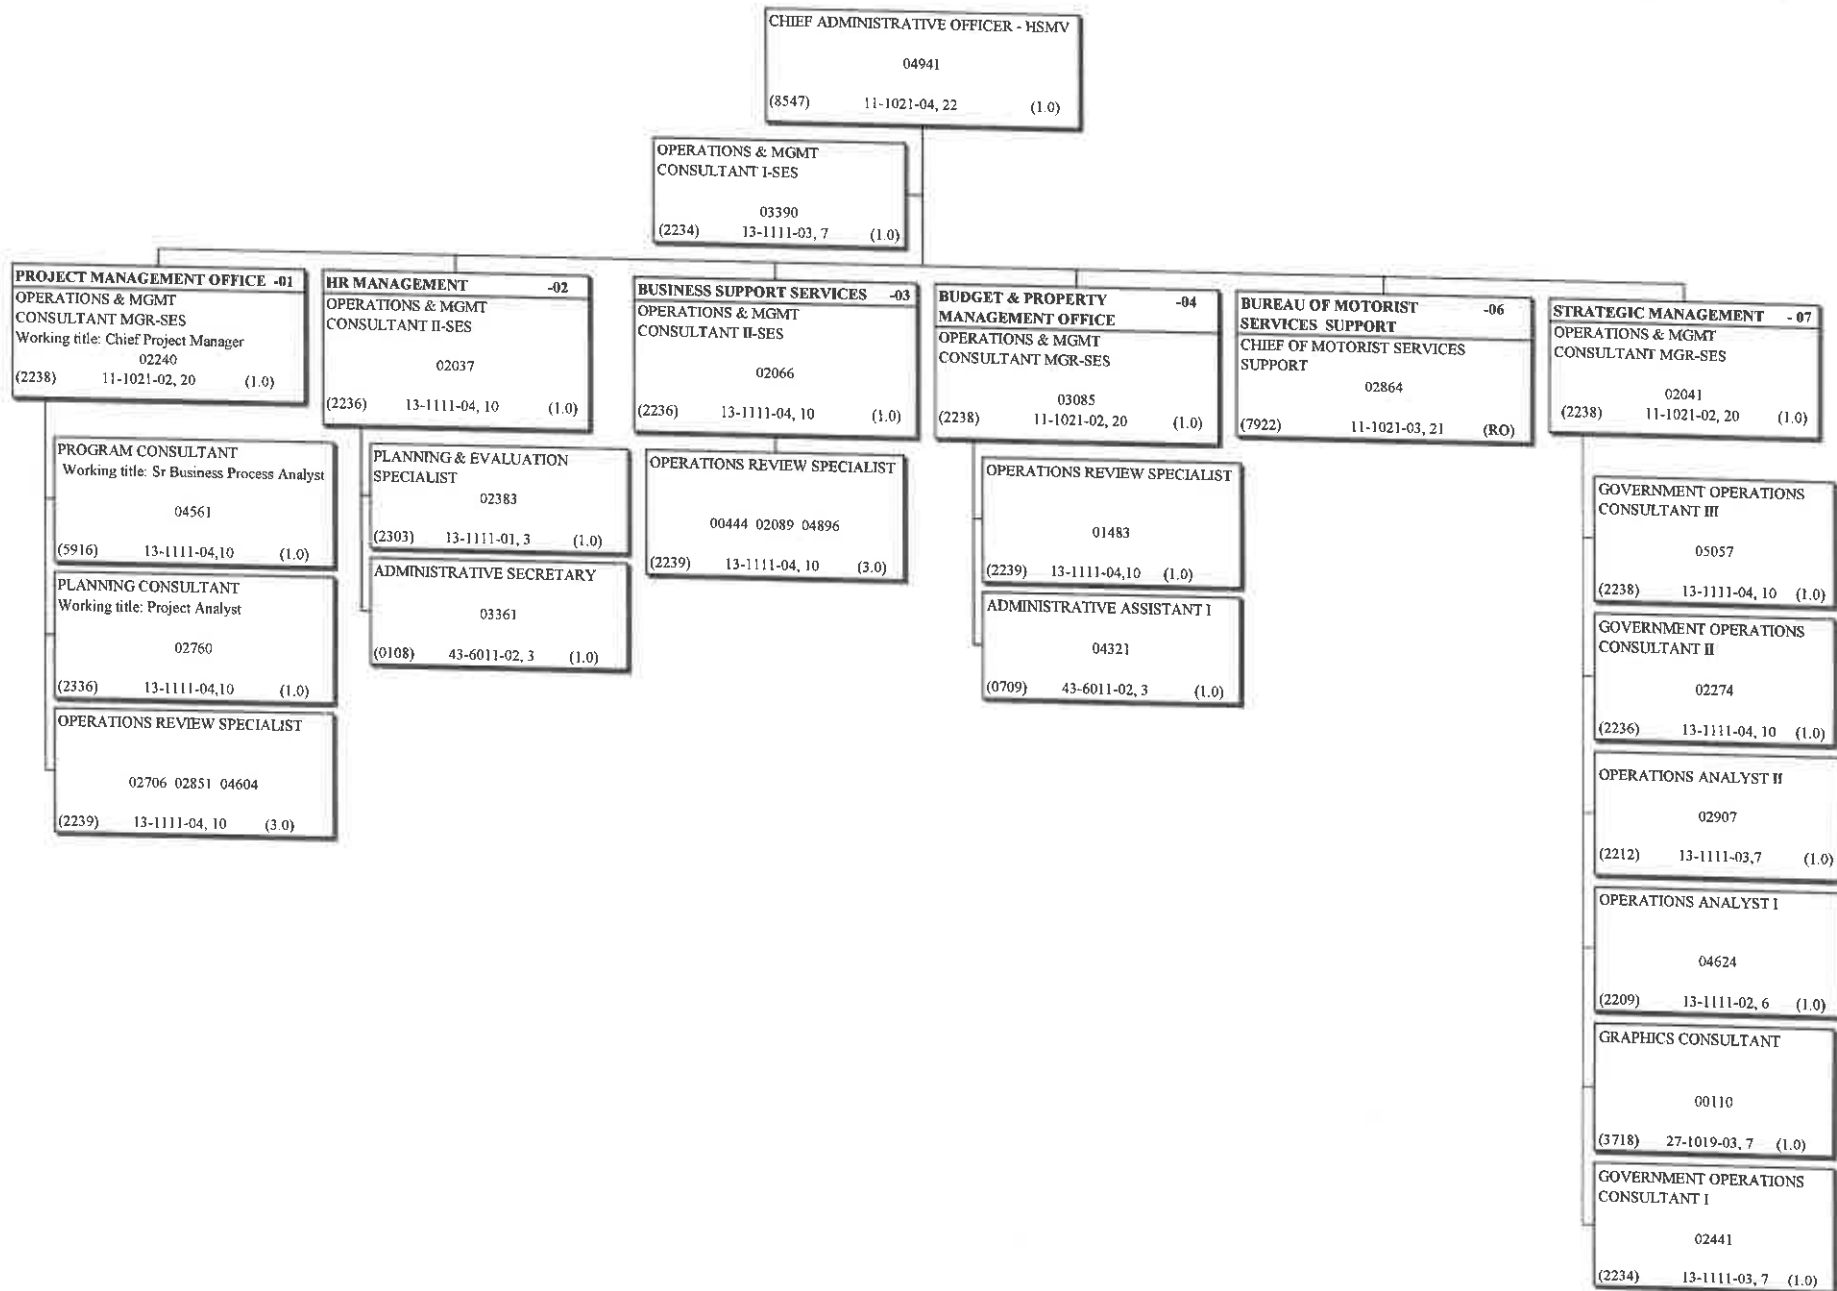 CHIEF ADMINISTRATIVE OFFICER - HSMV
04941
(8547) 11-1021-04, 22 (1.0)
OPERATIONS & MGMT
CONSULTANT I-SES
03390
(2234) 13-1111-03, 7 (1.0)
PROJECT MANAGEMENT OFFICE -01
OPERATIONS & MGMT
CONSULTANT MGR-SES
Working title: Chief Project Manager
02240
(2238) 11-1021-02, 20 (1.0)
PROGRAM CONSULTANT
Working title: Sr Business Process Analyst
04561
(5916) 13-1111-04,10 (1.0)
PLANNING CONSULTANT
Working title: Project Analyst
02760
(2336) 13-1111-04,10 (1.0)
OPERATIONS REVIEW SPECIALIST
02706 02851 04604
(2239) 13-1111-04, 10 (3.0)
HR MANAGEMENT -02
OPERATIONS & MGMT
CONSULTANT II-SES
02037
(2236) 13-1111-04, 10 (1.0)
PLANNING & EVALUATION
SPECIALIST
02383
(2303) 13-1111-01, 3 (1.0)
ADMINISTRATIVE SECRETARY
03361
(0108) 43-6011-02, 3 (1.0)
BUSINESS SUPPORT SERVICES -03
OPERATIONS & MGMT
CONSULTANT II-SES
02066
(2236) 13-1111-04, 10 (1.0)
OPERATIONS REVIEW SPECIALIST
00444 02089 04896
(2239) 13-1111-04, 10 (3.0)
BUDGET & PROPERTY -04
MANAGEMENT OFFICE
OPERATIONS & MGMT
CONSULTANT MGR-SES
03085
(2238) 11-1021-02, 20 (1.0)
OPERATIONS REVIEW SPECIALIST
01483
(2239) 13-1111-04,10 (1.0)
ADMINISTRATIVE ASSISTANT I
04321
(0709) 43-6011-02, 3 (1.0)
BUREAU OF MOTORIST -06
SERVICES SUPPORT
CHIEF OF MOTORIST SERVICES
SUPPORT
02864
(7922) 11-1021-03, 21 (RO)
STRATEGIC MANAGEMENT - 07
OPERATIONS & MGMT
CONSULTANT MGR-SES
02041
(2238) 11-1021-02, 20 (1.0)
GOVERNMENT OPERATIONS
CONSULTANT III
05057
(2238) 13-1111-04, 10 (1.0)
GOVERNMENT OPERATIONS
CONSULTANT II
02274
(2236) 13-1111-04, 10 (1.0)
OPERATIONS ANALYST II
02907
(2212) 13-1111-03,7 (1.0)
OPERATIONS ANALYST I
04624
(2209) 13-1111-02, 6 (1.0)
GRAPHICS CONSULTANT
00110
(3718) 27-1019-03, 7 (1.0)
GOVERNMENT OPERATIONS
CONSULTANT I
02441
(2234) 13-1111-03, 7 (1.0)